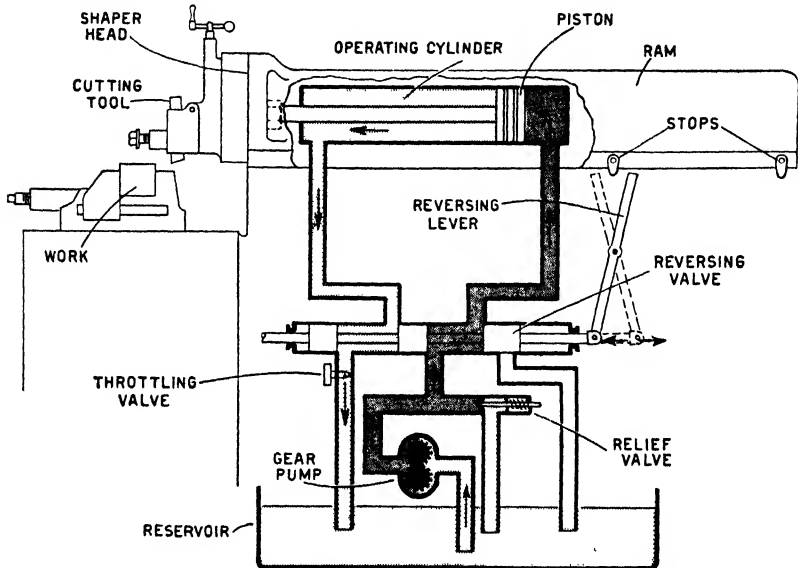 SHAPER
HEAD
OPERATING CYLINDER
PISTON
RAM
CUTTING
TOOL
STOPS
REVERSING
LEVER
WORK
REVERSING
VALVE
THROTTLING
VALVE
GEAR
PUMP
RELIEF
VALVE
RESERVOIR